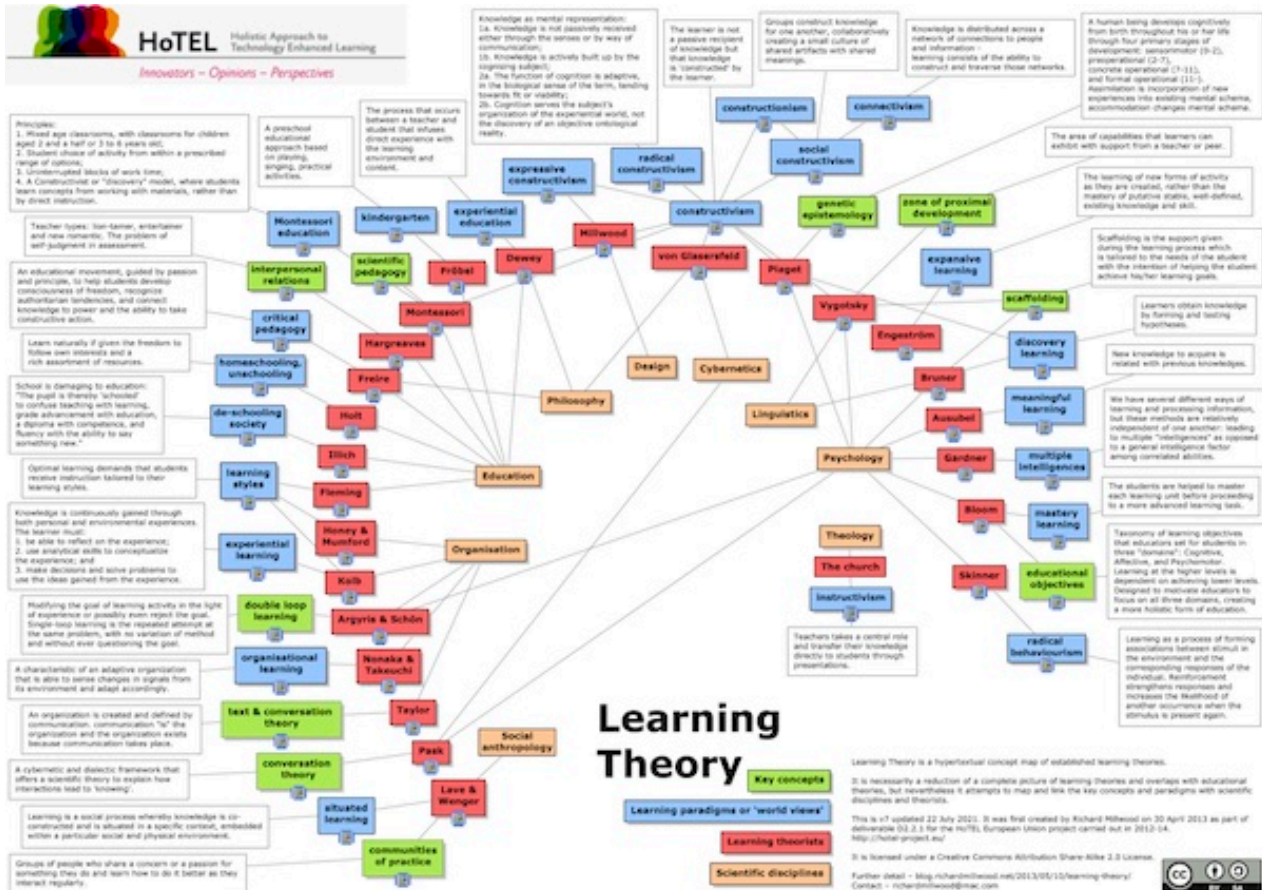 HoTEL
Holistic Approach to
Technology Enhanced Learning
Innovators – Opinions – Perspectives
Knowledge as mental representation:
1a. Knowledge is not passively received
either through the senses or by way of
communication;
1b. Knowledge is actively built up by the
cognising subject;
2a. The function of cognition is adaptive,
in the biological sense of the term, tending
towards fit or viability;
2b. Cognition serves the subject's
organization of the experiential world, not
the discovery of an objective ontological
reality.
The learner is not
a passive recipient
of knowledge but
that knowledge
is 'constructed' by
the learner.
Groups construct knowledge
for one another, collaboratively
creating a small culture of
shared artifacts with shared
meanings.
Knowledge is distributed across a
network of connections to people
and information -
learning consists of the ability to
construct and traverse those networks.
A human being develops cognitively
from birth throughout his or her life
through four primary stages of
development: sensorimotor (0-2),
preoperational (2-7),
concrete operational (7-11),
and formal operational (11-).
Assimilation is incorporation of new
experiences into existing mental schema,
accommodation changes mental schema.
The area of capabilities that learners can
exhibit with support from a teacher or peer.
The learning of new forms of activity
as they are created, rather than the
mastery of putative stable, well-defined,
existing knowledge and skill.
Scaffolding is the support given
during the learning process which
is tailored to the needs of the student
with the intention of helping the student
achieve his/her learning goals.
Learners obtain knowledge
by forming and testing
hypotheses.
New knowledge to acquire is
related with previous knowledges.
We have several different ways of
learning and processing information,
but these methods are relatively
independent of one another: leading
to multiple "intelligences" as opposed
to a general intelligence factor
among correlated abilities.
The students are helped to master
each learning unit before proceeding
to a more advanced learning task.
Taxonomy of learning objectives
that educators set for students in
three "domains": Cognitive,
Affective, and Psychomotor.
Learning at the higher levels is
dependent on achieving lower levels.
Designed to motivate educators to
focus on all three domains, creating
a more holistic form of education.
Learning as a process of forming
associations between stimuli in
the environment and the
corresponding responses of the
individual. Reinforcement
strengthens responses and
increases the likelihood of
another occurrence when the
stimulus is present again.
Principles:
1. Mixed age classrooms, with classrooms for children
aged 2 and a half or 3 to 6 years old;
2. Student choice of activity from within a prescribed
range of options;
3. Uninterrupted blocks of work time;
4. A Constructivist or "discovery" model, where students
learn concepts from working with materials, rather than
by direct instruction.
A preschool
educational
approach based
on playing,
singing, practical
activities.
The process that occurs
between a teacher and
student that infuses
direct experience with
the learning
environment and
content.
Teacher types: lion-tamer, entertainer
and new romantic. The problem of
self-judgment in assessment.
An educational movement, guided by passion
and principle, to help students develop
consciousness of freedom, recognize
authoritarian tendencies, and connect
knowledge to power and the ability to take
constructive action.
Learn naturally if given the freedom to
follow own interests and a
rich assortment of resources.
School is damaging to education:
"The pupil is thereby 'schooled'
to confuse teaching with learning,
grade advancement with education,
a diploma with competence, and
fluency with the ability to say
something new."
Optimal learning demands that students
receive instruction tailored to their
learning styles.
Knowledge is continuously gained through
both personal and environmental experiences.
The learner must:
1. be able to reflect on the experience;
2. use analytical skills to conceptualize
the experience; and
3. make decisions and solve problems to
use the ideas gained from the experience.
Modifying the goal of learning activity in the light
of experience or possibly even reject the goal.
Single-loop learning is the repeated attempt at
the same problem, with no variation of method
and without ever questioning the goal.
A characteristic of an adaptive organization
that is able to sense changes in signals from
its environment and adapt accordingly.
An organization is created and defined by
communication. communication "is" the
organization and the organization exists
because communication takes place.
A cybernetic and dialectic framework that
offers a scientific theory to explain how
interactions lead to 'knowing'.
Learning is a social process whereby knowledge is co-
constructed and is situated in a specific context, embedded
within a particular social and physical environment.
Groups of people who share a concern or a passion for
something they do and learn how to do it better as they
interact regularly.
constructionism
connectivism
radical
constructivism
social
constructivism
expressive
constructivism
constructivism
genetic
epistemology
zone of proximal
development
Montessori
education
kindergarten
experiential
education
Millwood
von Glasersfeld
Piaget
expansive
learning
interpersonal
relations
scientific
pedagogy
Fröbel
Dewey
Vygotsky
scaffolding
Montessori
Engeström
critical
pedagogy
Hargreaves
discovery
learning
homeschooling,
unschooling
Freire
Design
Cybernetics
Bruner
Philosophy
Linguistics
meaningful
learning
de-schooling
society
Holt
Ausubel
Illich
Psychology
Gardner
multiple
intelligences
learning
styles
Education
Fleming
Bloom
mastery
learning
experiential
learning
Honey &
Mumford
Organisation
Theology
Kolb
The church
Skinner
educational
objectives
double loop
learning
Argyris & Schön
instructivism
Teachers takes a central role
and transfer their knowledge
directly to students through
presentations.
radical
behaviourism
organisational
learning
Nonaka &
Takeuchi
text & conversation
theory
Taylor
Social
anthropology
conversation
theory
Pask
situated
learning
Lave &
Wenger
communities
of practice
Learning
Theory
Key concepts
Learning paradigms or 'world views'
Learning theorists
Scientific disciplines
Learning Theory is a hypertextual concept map of established learning theories.
It is necessarily a reduction of a complete picture of learning theories and overlaps with educational
theories, but nevertheless it attempts to map and link the key concepts and paradigms with scientific
disciplines and theorists.
This is v7 updated 22 July 2021. It was first created by Richard Millwood on 30 April 2013 as part of
deliverable D2.2.1 for the HoTEL European Union project carried out in 2012-14.
http://hotel-project.eu/
It is licensed under a Creative Commons Attribution Share-Alike 2.0 License.
Further detail - blog.richardmillwood.net/2013/05/10/learning-theory/
Contact - richardmillwood@mac.com
CC